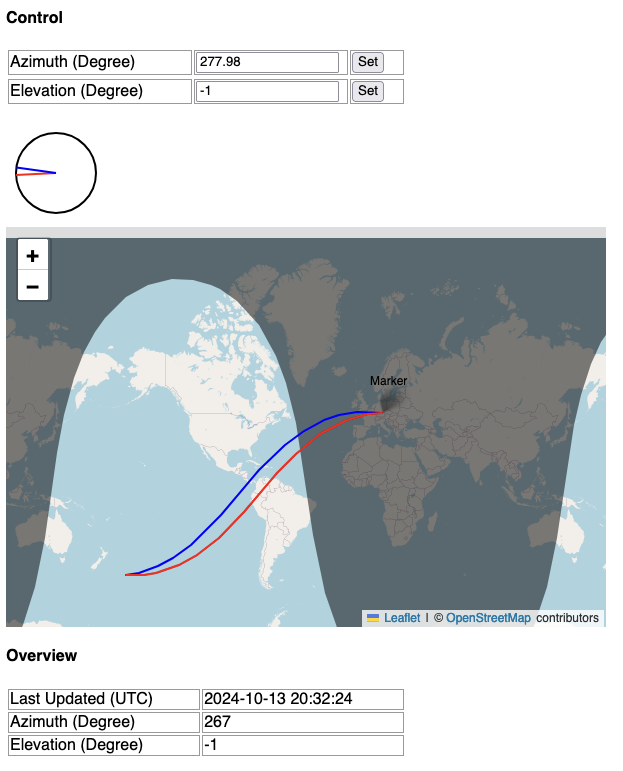 Control
Azimuth (Degree) 277.98 Set
Elevation (Degree) -1 Set
+
−
Marker
Leaflet | © OpenStreetMap contributors
Overview
Last Updated (UTC) 2024-10-13 20:32:24
Azimuth (Degree) 267
Elevation (Degree) -1